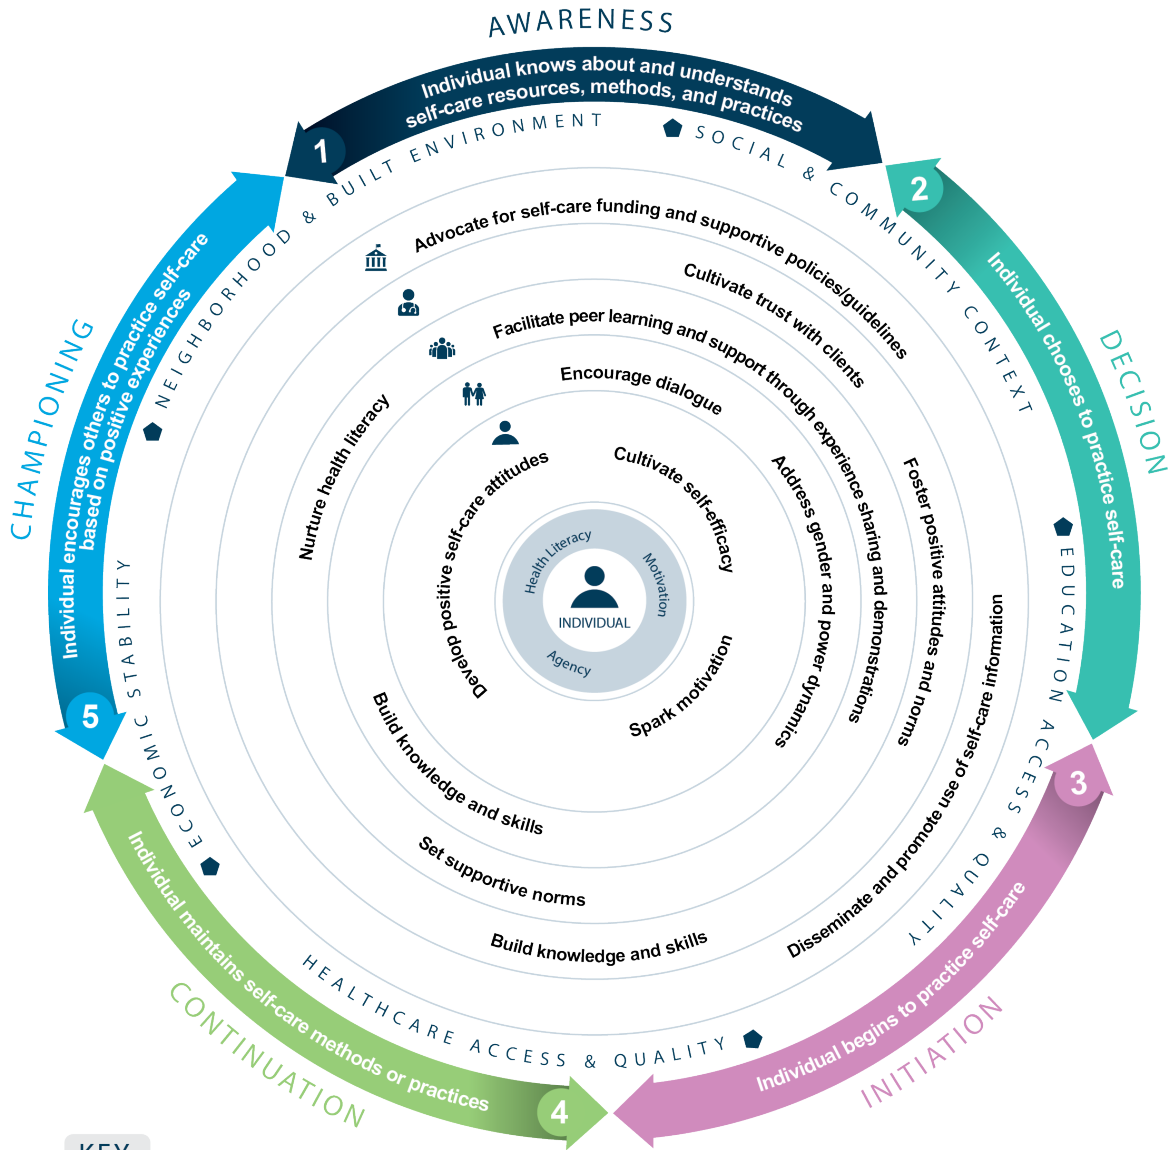 AWARENESS
Individual knows about and understands
self-care resources, methods, and practices
1
DECISION
2
Individual chooses to practice self-care
INITIATION
3
Individual begins to practice self-care
CONTINUATION
4
Individual maintains self-care methods or practices
CHAMPIONING
5
Individual encourages others to practice self-care
based on positive experiences
NEIGHBORHOOD & BUILT ENVIRONMENT
SOCIAL & COMMUNITY CONTEXT
EDUCATION ACCESS & QUALITY
HEALTHCARE ACCESS & QUALITY
ECONOMIC STABILITY
Advocate for self-care funding and supportive policies/guidelines
Disseminate and promote use of self-care information
Cultivate trust with clients
Foster positive attitudes and norms
Build knowledge and skills
Nurture health literacy
Facilitate peer learning and support through experience sharing and demonstrations
Set supportive norms
Encourage dialogue
Address gender and power dynamics
Build knowledge and skills
Develop positive self-care attitudes
Cultivate self-efficacy
Spark motivation
Health Literacy
Motivation
Agency
INDIVIDUAL
KEY